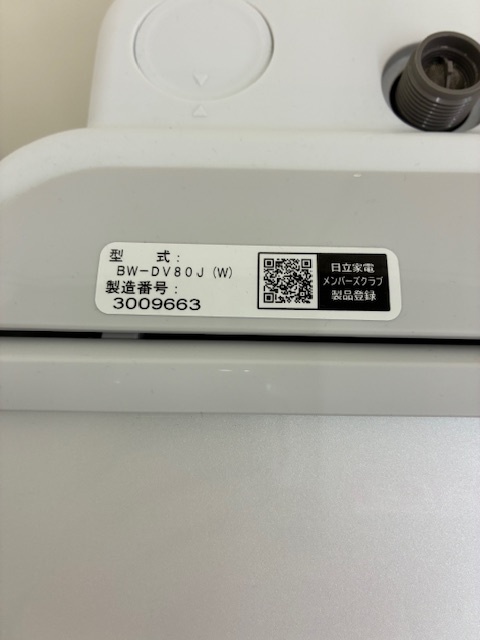 型 式 :
BW-DV80J (W)
製造番号 :
3009663
日立家電
メンバーズクラブ
製品登録